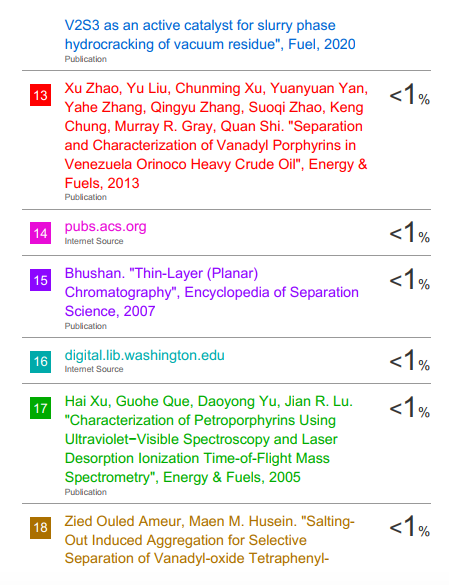 V2S3 as an active catalyst for slurry phase
hydrocracking of vacuum residue", Fuel, 2020
Publication
13
Xu Zhao, Yu Liu, Chunming Xu, Yuanyuan Yan,
Yahe Zhang, Qingyu Zhang, Suoqi Zhao, Keng
Chung, Murray R. Gray, Quan Shi. "Separation
and Characterization of Vanadyl Porphyrins in
Venezuela Orinoco Heavy Crude Oil", Energy &
Fuels, 2013
Publication
<1%
14
pubs.acs.org
Internet Source
<1%
15
Bhushan. "Thin-Layer (Planar)
Chromatography", Encyclopedia of Separation
Science, 2007
Publication
<1%
16
digital.lib.washington.edu
Internet Source
<1%
17
Hai Xu, Guohe Que, Daoyong Yu, Jian R. Lu.
"Characterization of Petroporphyrins Using
Ultraviolet−Visible Spectroscopy and Laser
Desorption Ionization Time-of-Flight Mass
Spectrometry", Energy & Fuels, 2005
Publication
<1%
18
Zied Ouled Ameur, Maen M. Husein. "Salting-
Out Induced Aggregation for Selective
Separation of Vanadyl-oxide Tetraphenyl-
<1%